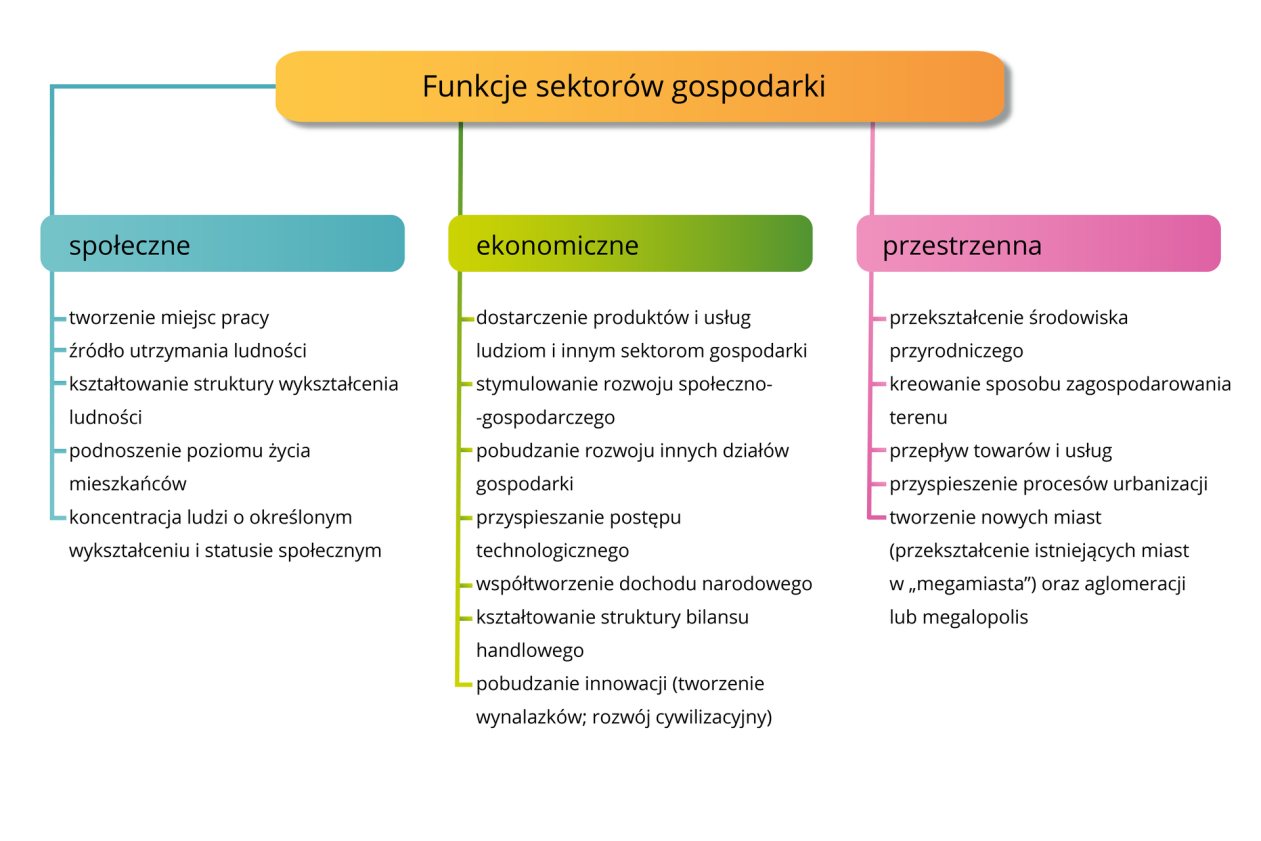 Funkcje sektorów gospodarki
społeczne
tworzenie miejsc pracy
źródło utrzymania ludności
kształtowanie struktury wykształcenia
ludności
podnoszenie poziomu życia
mieszkańców
koncentracja ludzi o określonym
wykształceniu i statusie społecznym
ekonomiczne
dostarczenie produktów i usług
ludziom i innym sektorom gospodarki
stymulowanie rozwoju społeczno-
-gospodarczego
pobudzanie rozwoju innych działów
gospodarki
przyspieszanie postępu
technologicznego
współtworzenie dochodu narodowego
kształtowanie struktury bilansu
handlowego
pobudzanie innowacji (tworzenie
wynalazków; rozwój cywilizacyjny)
przestrzenna
przekształcenie środowiska
przyrodniczego
kreowanie sposobu zagospodarowania
terenu
przepływ towarów i usług
przyspieszenie procesów urbanizacji
tworzenie nowych miast
(przekształcenie istniejących miast
w „megamiasta”) oraz aglomeracji
lub megalopolis